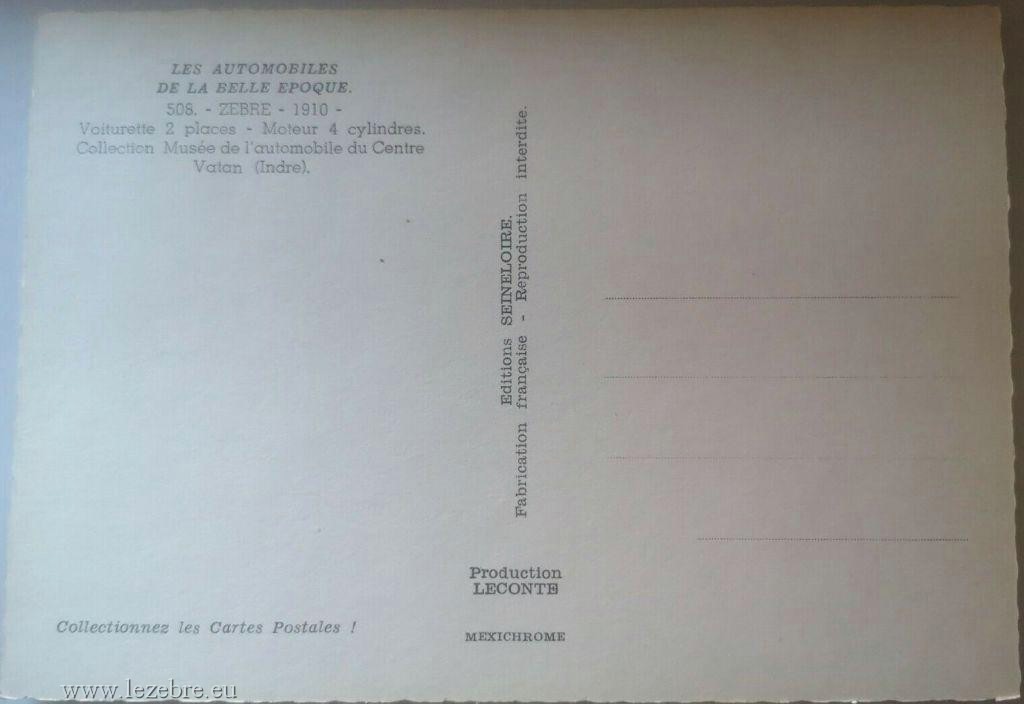 LES AUTOMOBILES
DE LA BELLE EPOQUE.
508. - ZEBRE - 1910 -
Voiturette 2 places - Moteur 4 cylindres.
Collection Musée de l'automobile du Centre
Vatan (Indre).
Editions SEINELOIRE.
Fabrication française - Reproduction interdite.
Production
LECONTE
MEXICHROME
Collectionnez les Cartes Postales !
www.lezebre.eu